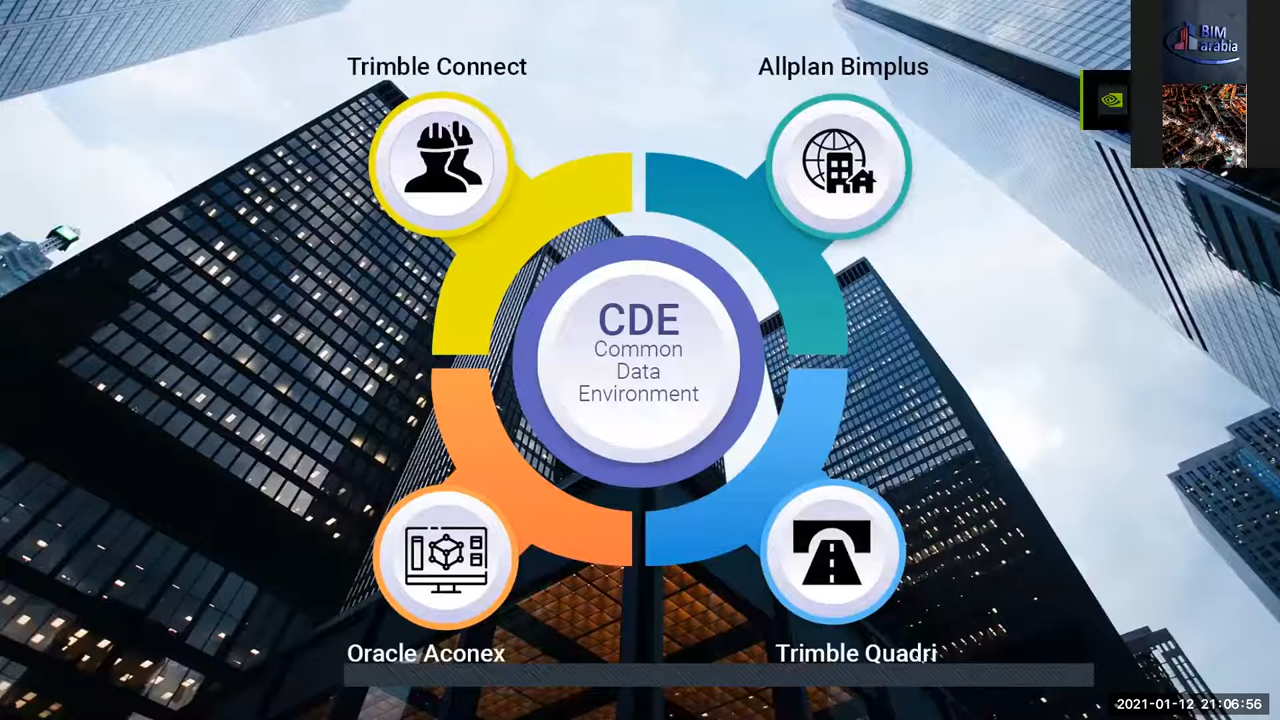 Trimble Connect
Allplan Bimplus
BIM
arabia
CDE
Common
Data
Environment
Oracle Aconex
Trimble Quadri
2021-01-12 21:06:56